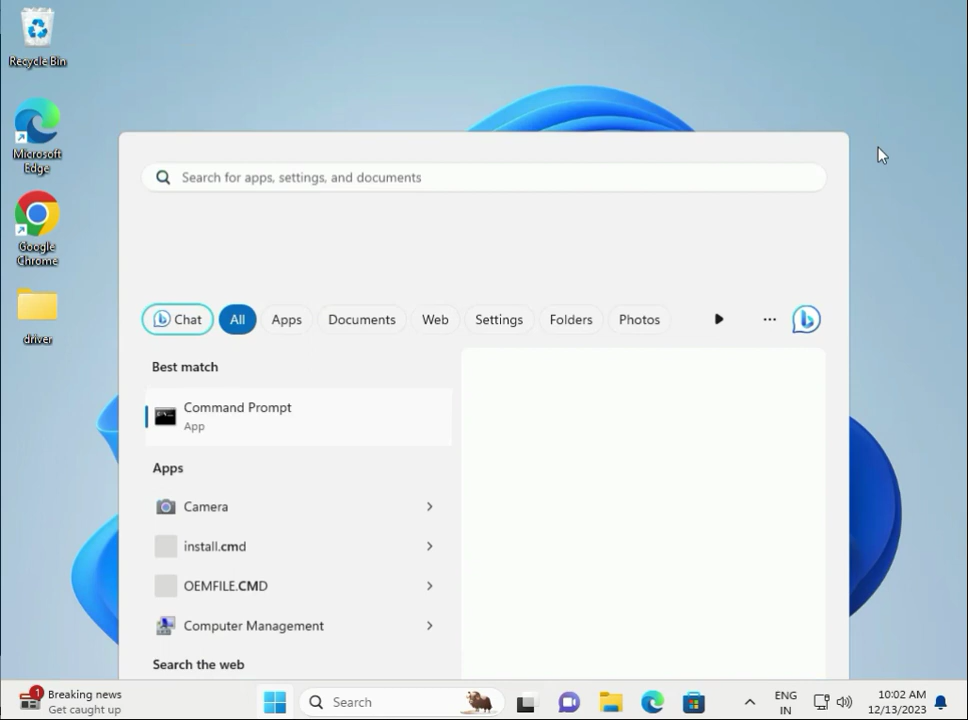 Recycle Bin
Microsoft
Edge
Google
Chrome
driver
Search for apps, settings, and documents
Chat
All
Apps
Documents
Web
Settings
Folders
Photos
Best match
Command Prompt
App
Apps
Camera
install.cmd
OEMFILE.CMD
Computer Management
Search the web
1
Breaking news
Get caught up
Search
ENG
IN
10:02 AM
12/13/2023